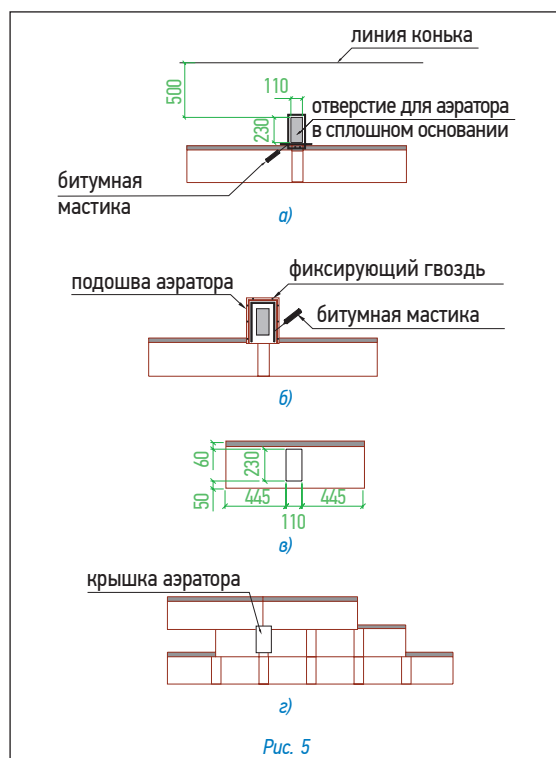 линия конька
110
500
отверстие для аэратора
в сплошном основании
230
битумная
мастика
а)
фиксирующий гвоздь
подошва аэратора
битумная мастика
б)
60
230
50
445
445
110
в)
крышка аэратора
г)
Рис. 5